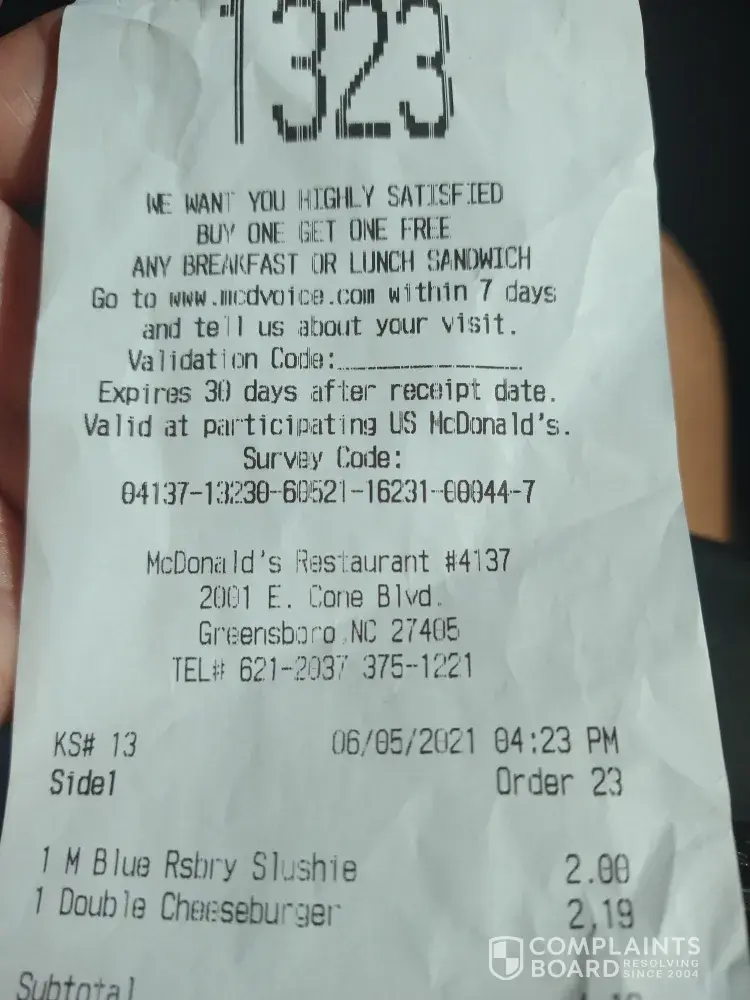 1323
WE WANT YOU HIGHLY SATISFIED
BUY ONE GET ONE FREE
ANY BREAKFAST OR LUNCH SANDWICH
Go to www.mcdvoice.com within 7 days
and tell us about your visit.
Validation Code:
Expires 30 days after receipt date.
Valid at participating US McDonald's.
Survey Code:
04137-13230-60521-16231-00044-7
McDonald's Restaurant #4137
2001 E. Cone Blvd.
Greensboro,NC 27405
TEL# 621-2037 375-1221
KS# 13 06/05/2021 04:23 PM
Side1 Order 23
1 M Blue Rsbry Slushie 2.00
1 Double Cheeseburger 2.19
Subtotal
COMPLAINTS
BOARD RESOLVING
SINCE 2004